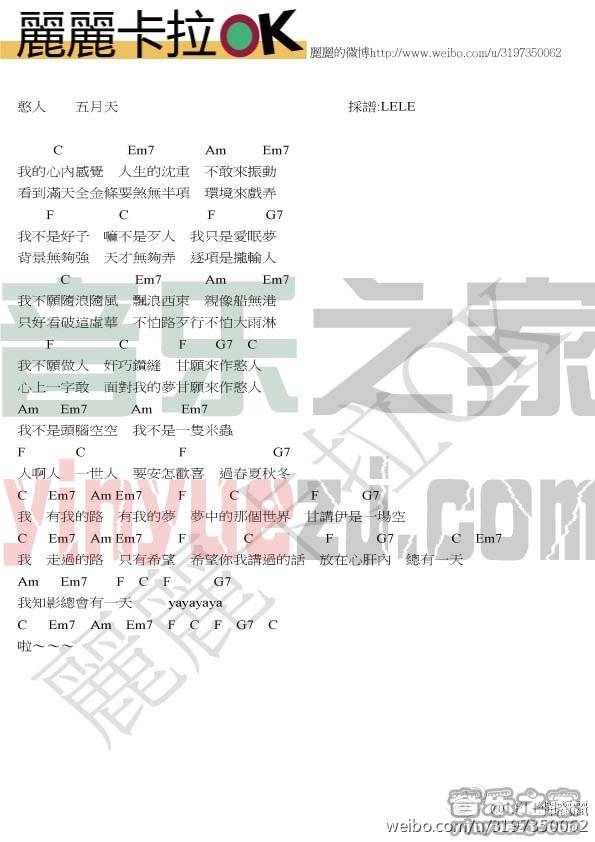 麗麗卡拉OK
麗麗的微博http://www.weibo.com/u/3197350062
憨人 五月天 採譜:LELE
C Em7 Am Em7
我的心內感覺 人生的沈重 不敢來振動
看到滿天全金條要煞無半項 環境來戲弄
F C F G7
我不是好子 嘛不是歹人 我只是愛眠夢
背景無夠強 天才無夠弄 逐項是攏輸人
C Em7 Am Em7
我不願隨浪隨風 飄浪西東 親像船無港
只好看破這虛華 不怕路歹行不怕大雨淋
F C F G7 C
我不願做人 奸巧鑽縫 甘願來作憨人
心上一字敢 面對我的夢甘願來作憨人
Am Em7 Am Em7
我不是頭腦空空 我不是一隻米蟲
F C F G7
人啊人 一世人 要安怎歡喜 過春夏秋冬
C Em7 Am Em7 F C F G7
我 有我的路 有我的夢 夢中的那個世界 甘講伊是一場空
C Em7 Am Em7 F C F G7 C Em7
我 走過的路 只有希望 希望你我講過的話 放在心肝內 總有一天
Am Em7 F C F G7
我知影總會有一天 yayayaya
C Em7 Am Em7 F C F G7 C
啦～～～
音乐之家
yinyuezj.com
麗麗卡拉OK
音乐之家
weibo.com/u/3197350062